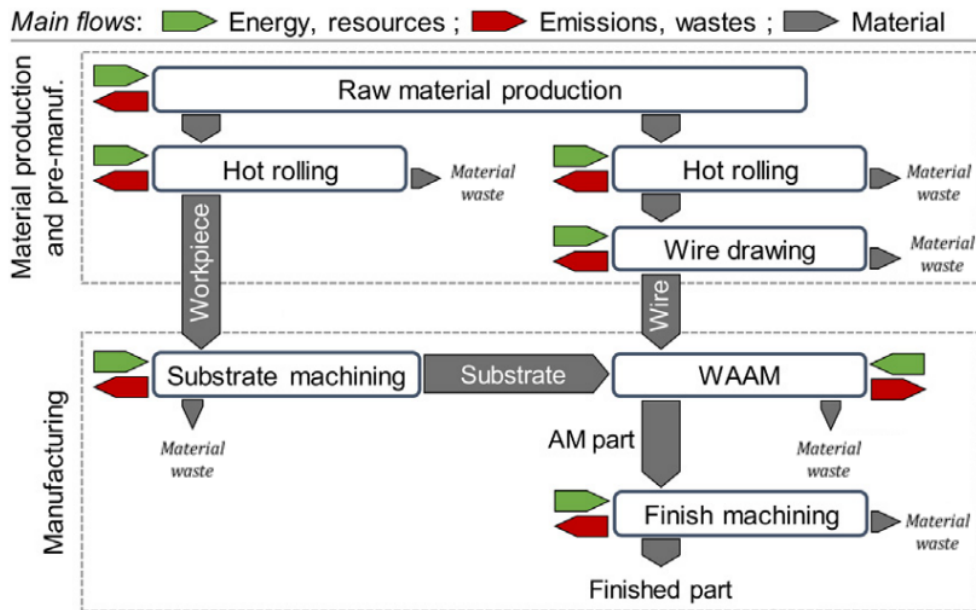 Main flows: Energy, resources ; Emissions, wastes ; Material
Material production
and pre-manuf.
Raw material production
Hot rolling
Material
waste
Hot rolling
Material
waste
Workpiece
Wire drawing
Material
waste
Wire
Manufacturing
Substrate machining
Substrate
WAAM
Material
waste
AM part
Material
waste
Finish machining
Material
waste
Finished part